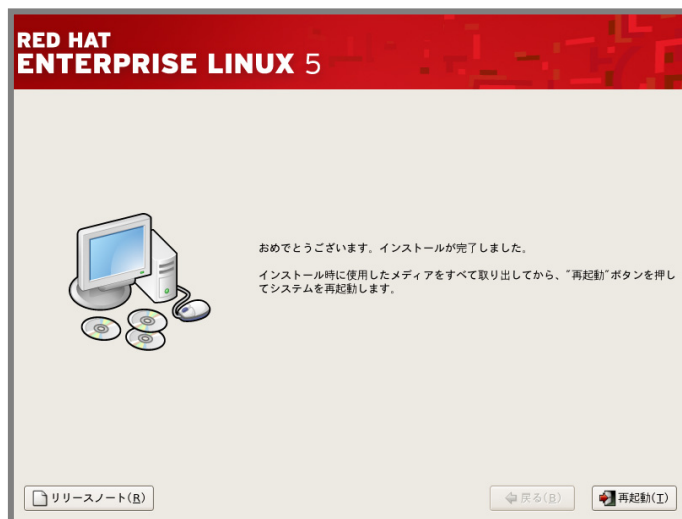 RED HAT
ENTERPRISE LINUX 5
おめでとうございます。インストールが完了しました。
インストール時に使用したメディアをすべて取り出してから、"再起動"ボタンを押し
てシステムを再起動します。
リリースノート(R)
戻る(B)
再起動(T)